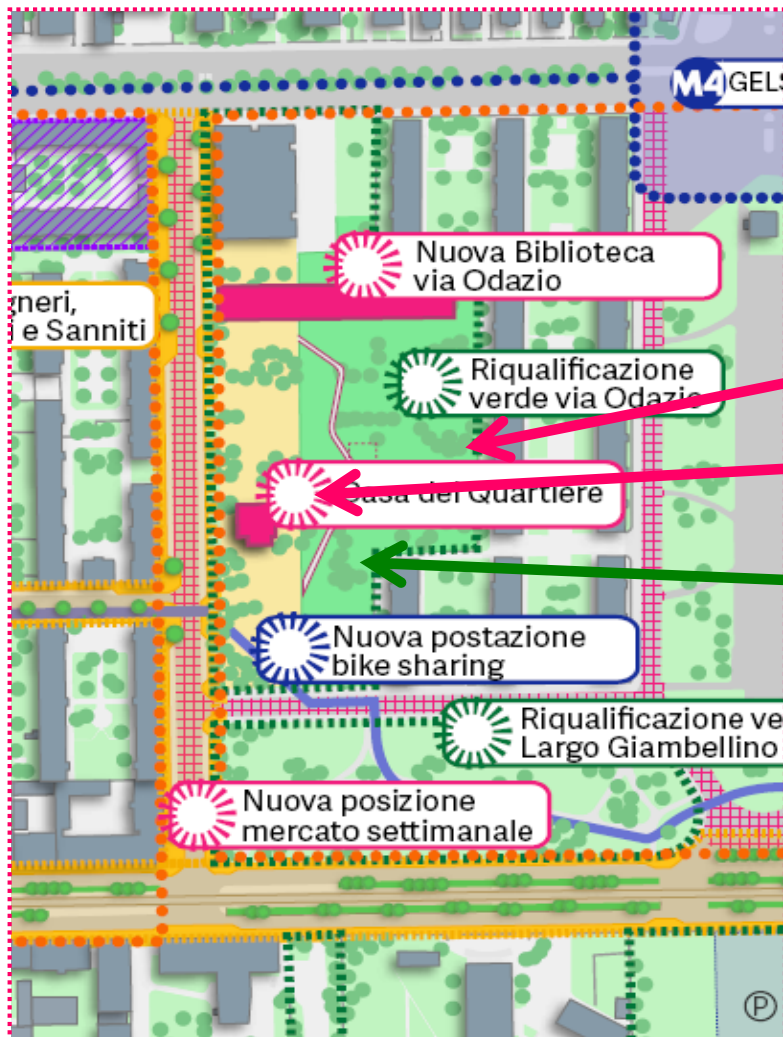 M4 GELS
Nuova Biblioteca
via Odazio
gneri,
i e Sanniti
Riqualificazione
verde via Odazio
Casa del Quartiere
Nuova postazione
bike sharing
Riqualificazione ve
Largo Giambellino
Nuova posizione
mercato settimanale
P